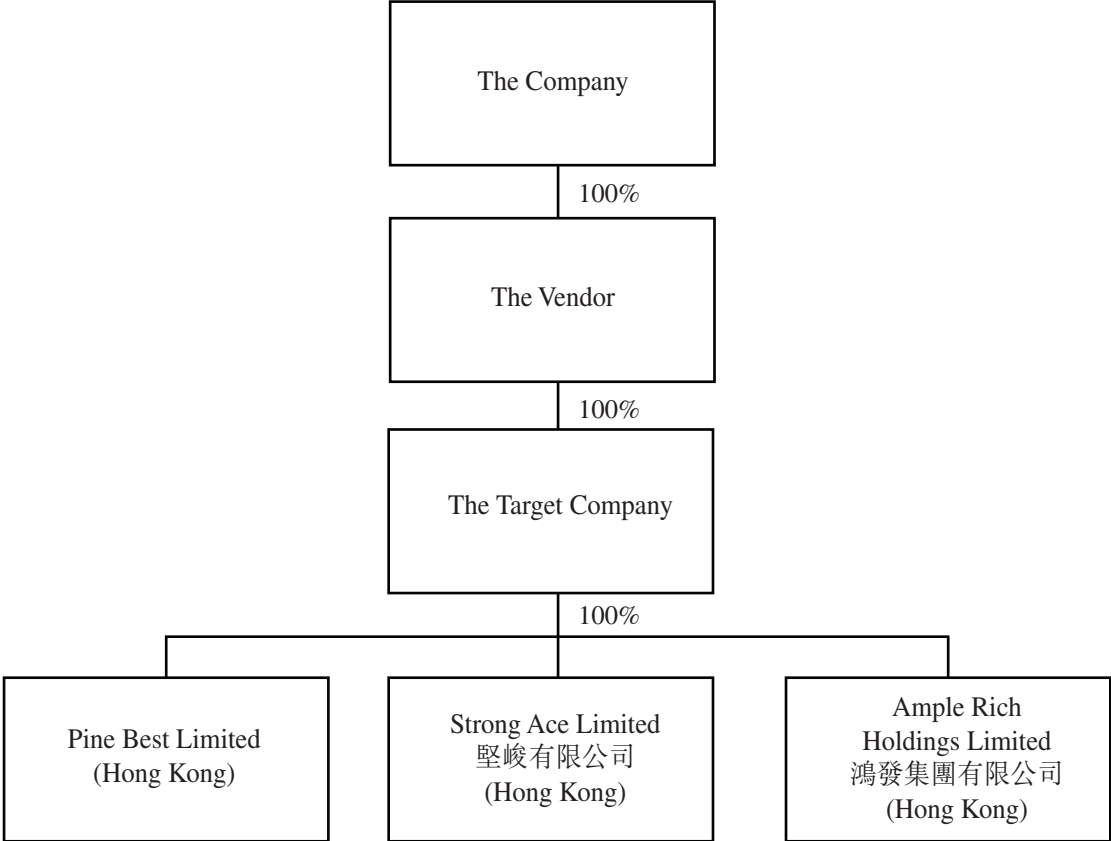 The Company
100%
The Vendor
100%
The Target Company
100%
Pine Best Limited
(Hong Kong)
Strong Ace Limited
堅峻有限公司
(Hong Kong)
Ample Rich
Holdings Limited
鴻發集團有限公司
(Hong Kong)